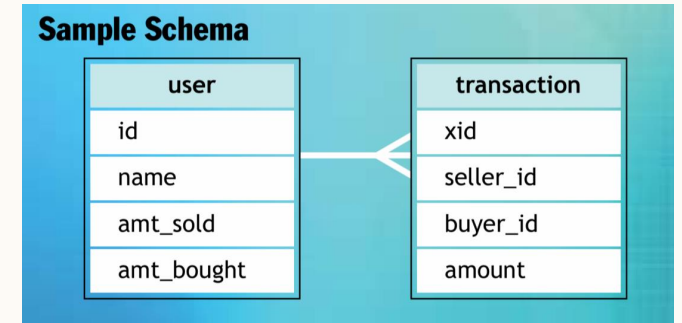 Sample Schema
user
id
name
amt_sold
amt_bought
transaction
xid
seller_id
buyer_id
amount